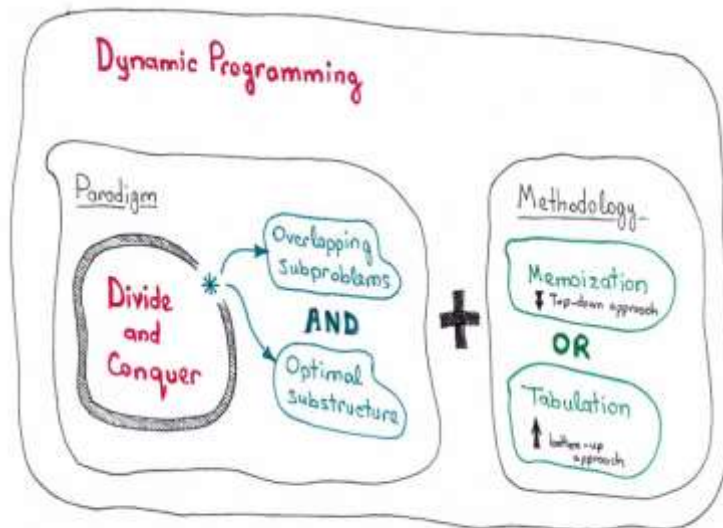 Dynamic Programming
Paradigm
Divide
and
Conquer
*
Overlapping
subproblems
AND
Optimal
substructure
+
Methodology
Memoization
Top-down approach
OR
Tabulation
bottom-up
approach